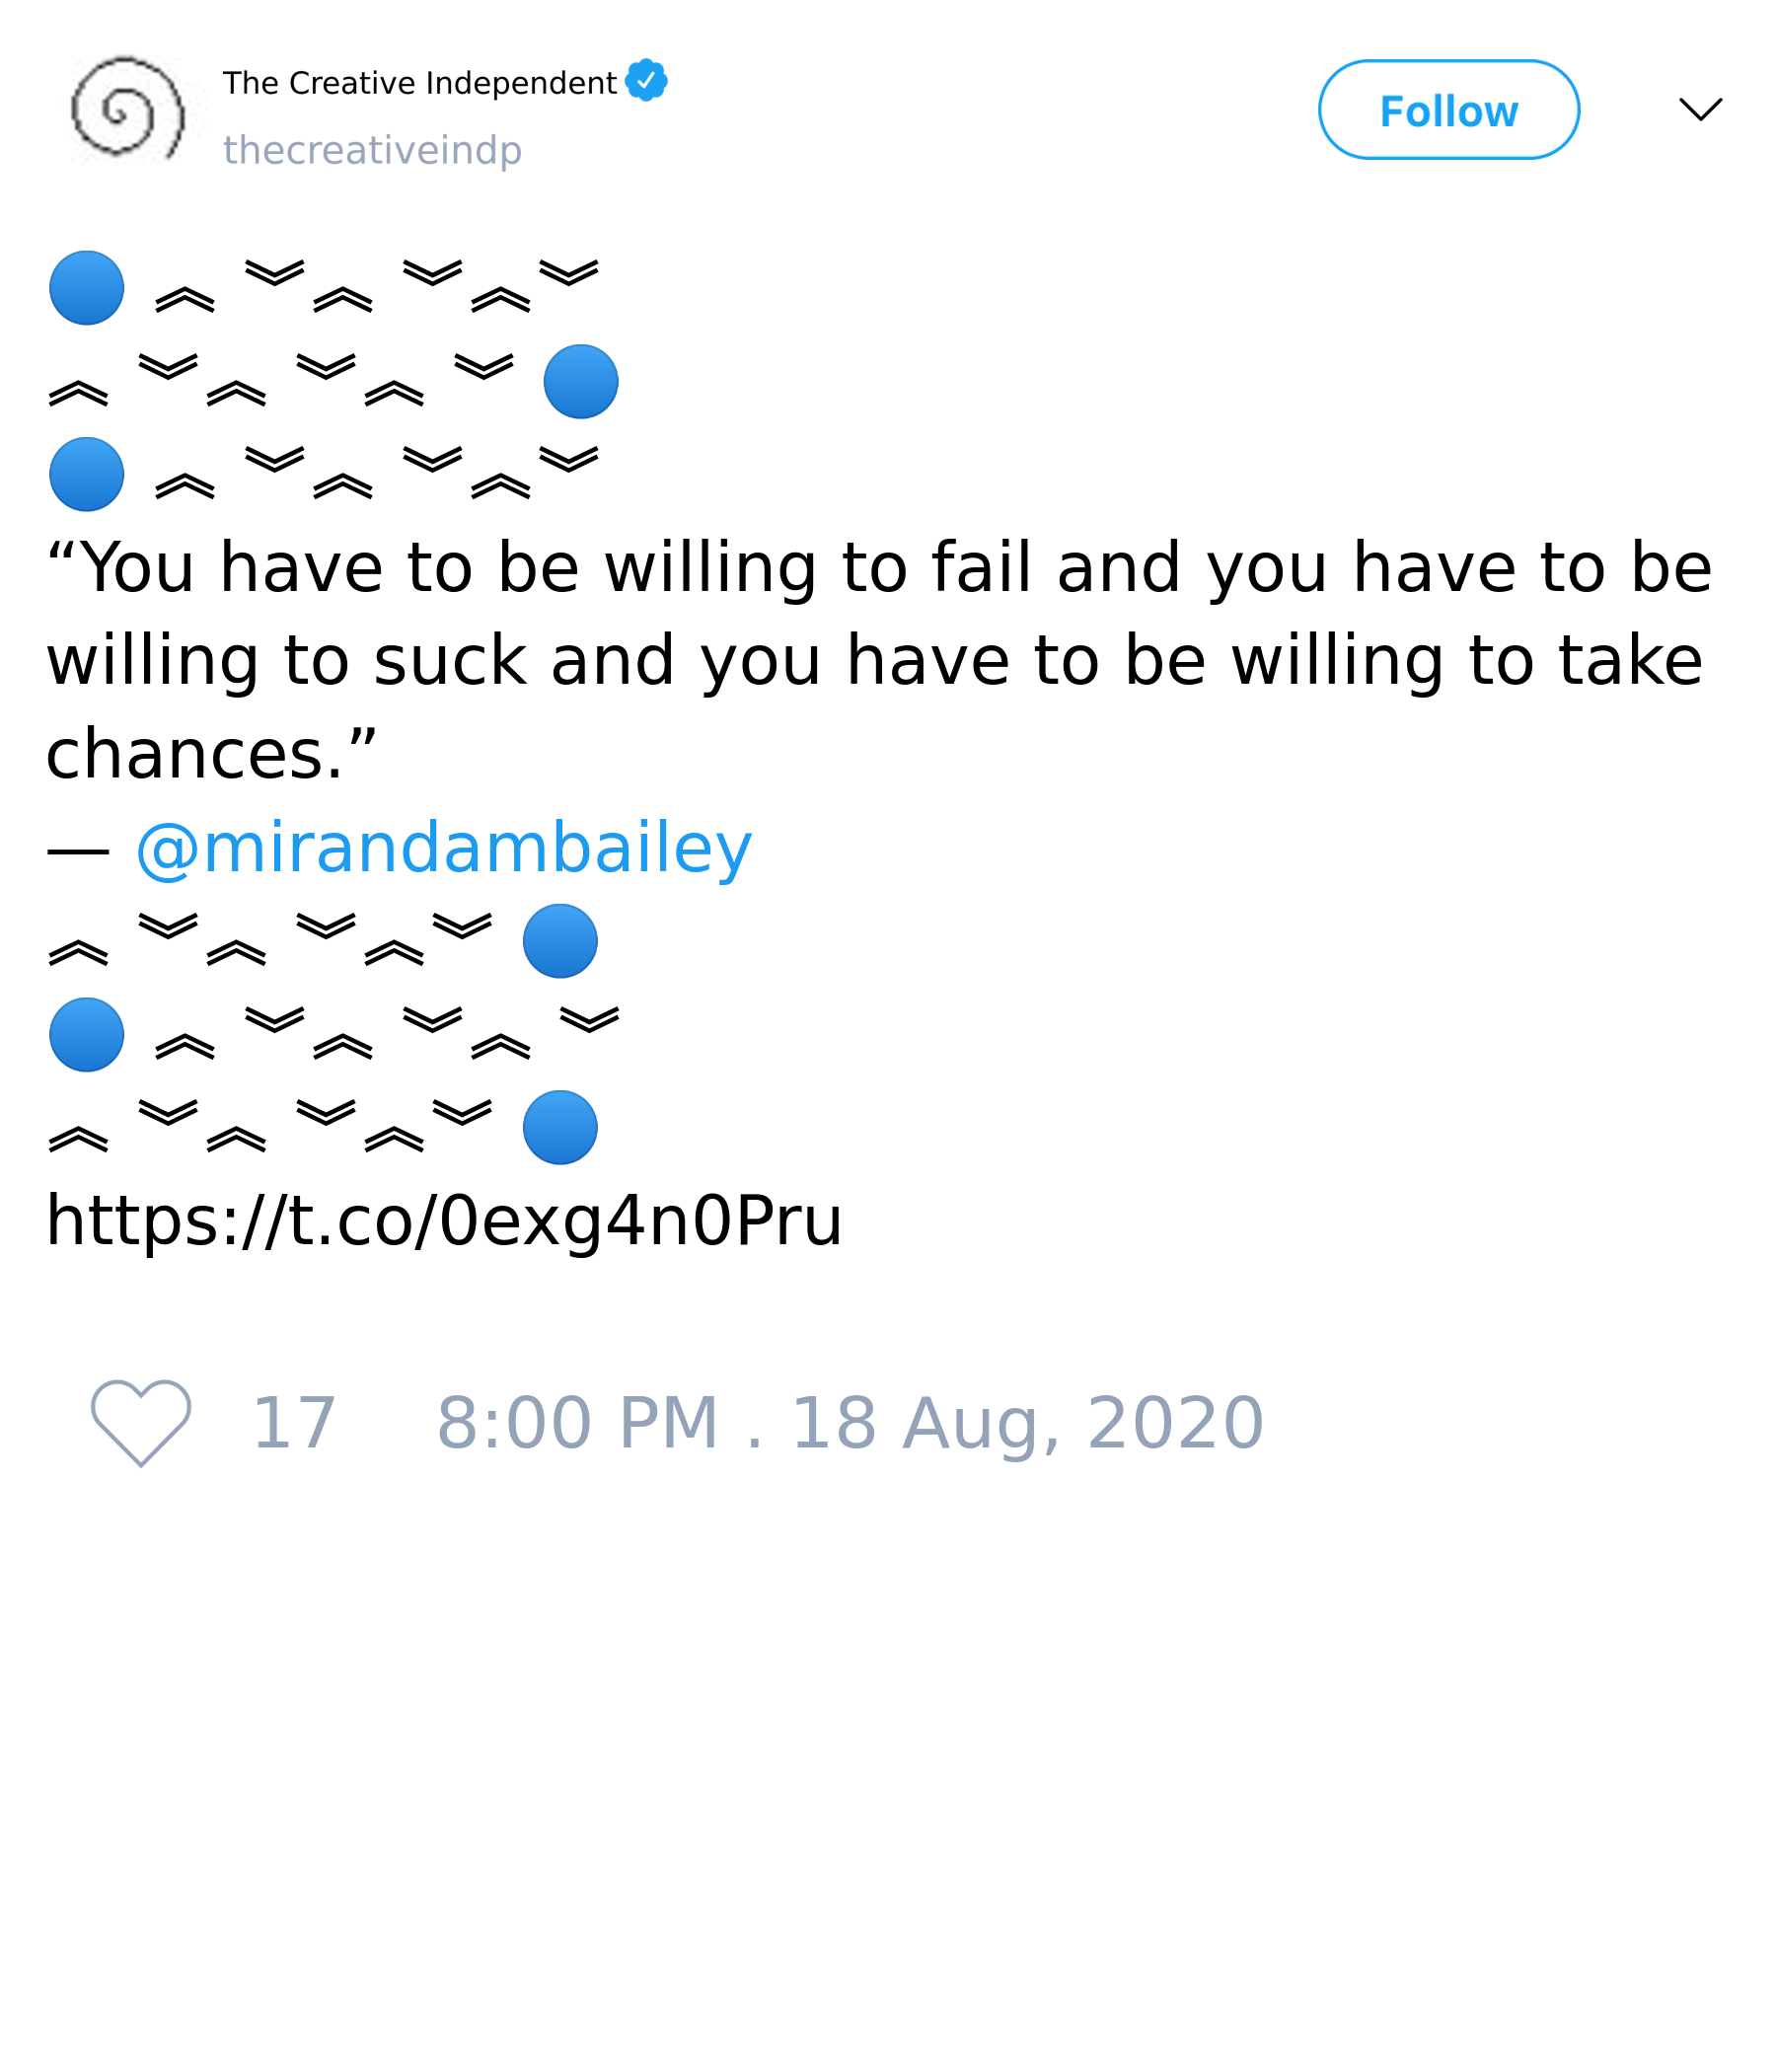 The Creative Independent
thecreativeindp
Follow
🔵 ︽ ︾ ︽ ︾ ︽ ︾
︽ ︾ ︽ ︾ ︽ ︾ 🔵
🔵 ︽ ︾ ︽ ︾ ︽ ︾
“You have to be willing to fail and you have to be
willing to suck and you have to be willing to take
chances.”
— @mirandambailey
︽ ︾ ︽ ︾ ︽ ︾ 🔵
🔵 ︽ ︾ ︽ ︾ ︽ ︾
︽ ︾ ︽ ︾ ︽ ︾ 🔵
https://t.co/0exg4n0Pru
17 8:00 PM . 18 Aug, 2020